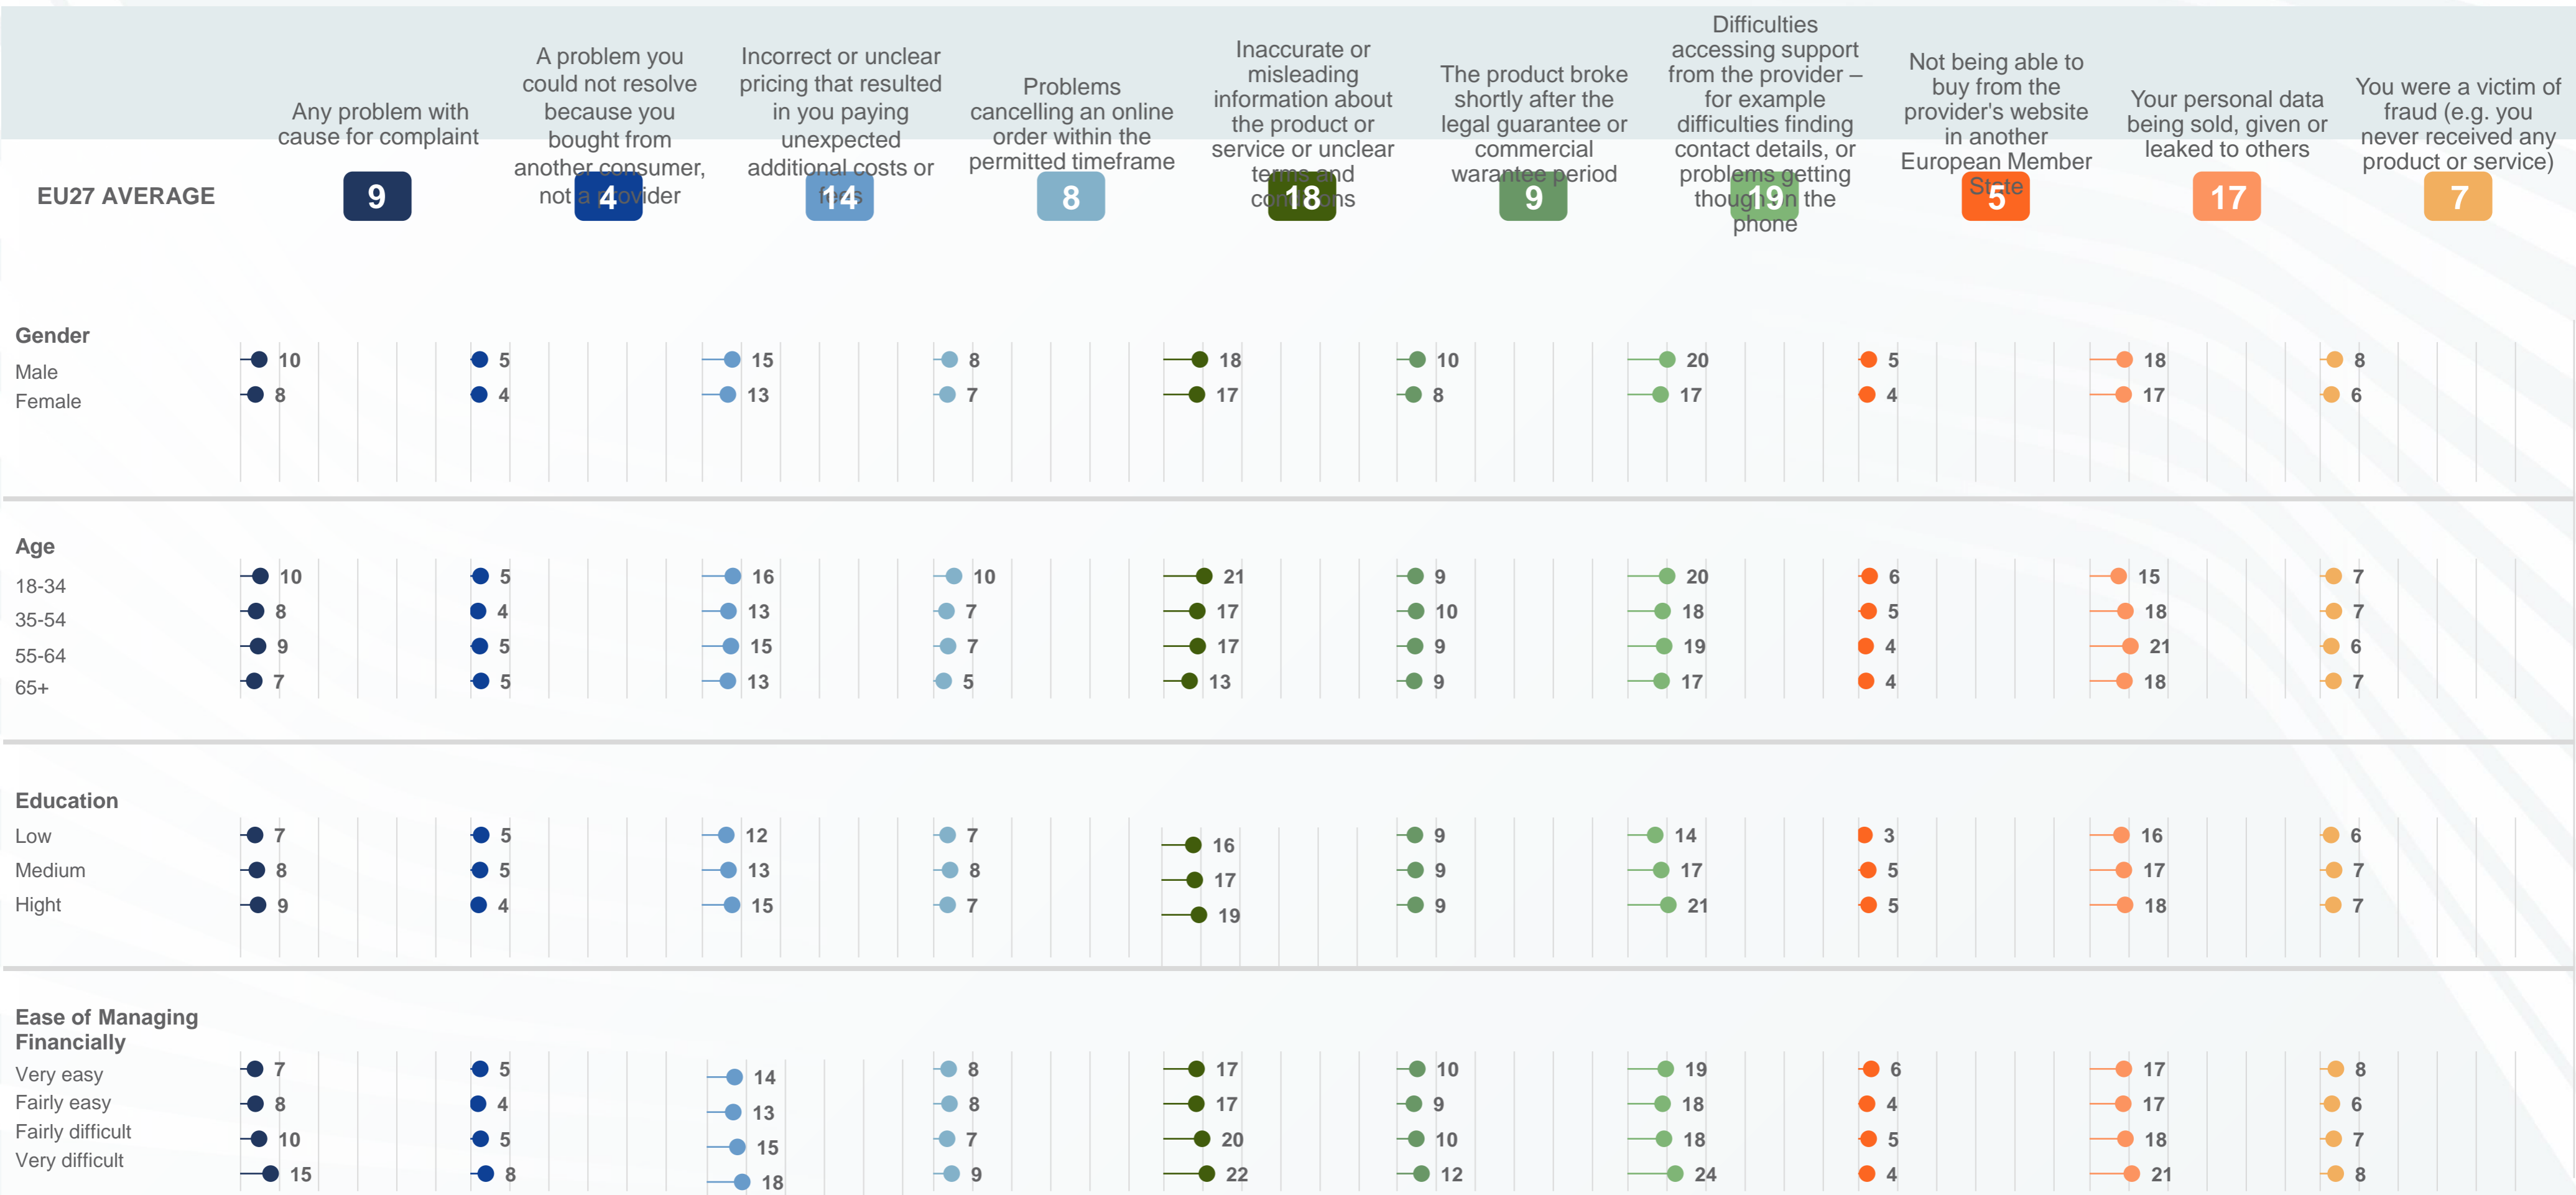 Any problem with
cause for complaint
A problem you
could not resolve
because you
bought from
another consumer,
not a provider
Incorrect or unclear
pricing that resulted
in you paying
unexpected
additional costs or
fees
Problems
cancelling an online
order within the
permitted timeframe
Inaccurate or
misleading
information about
the product or
service or unclear
terms and
conditions
The product broke
shortly after the
legal guarantee or
commercial
warantee period
Difficulties
accessing support
from the provider –
for example
difficulties finding
contact details, or
problems getting
though on the
phone
Not being able to
buy from the
provider's website
in another
European Member
State
Your personal data
being sold, given or
leaked to others
You were a victim of
fraud (e.g. you
never received any
product or service)
EU27 AVERAGE 9 4 14 8 18 9 19 5 17 7
Gender
Male 10 5 15 8 18 10 20 5 18 8
Female 8 4 13 7 17 8 17 4 17 6
Age
18-34 10 5 16 10 21 9 20 6 15 7
35-54 8 4 13 7 17 10 18 5 18 7
55-64 9 5 15 7 17 9 19 4 21 6
65+ 7 5 13 5 13 9 17 4 18 7
Education
Low 7 5 12 7 16 9 14 3 16 6
Medium 8 5 13 8 17 9 17 5 17 7
Hight 9 4 15 7 19 9 21 5 18 7
Ease of Managing
Financially
Very easy 7 5 14 8 17 10 19 6 17 8
Fairly easy 8 4 13 8 17 9 18 4 17 6
Fairly difficult 10 5 15 7 20 10 18 5 18 7
Very difficult 15 8 18 9 22 12 24 4 21 8